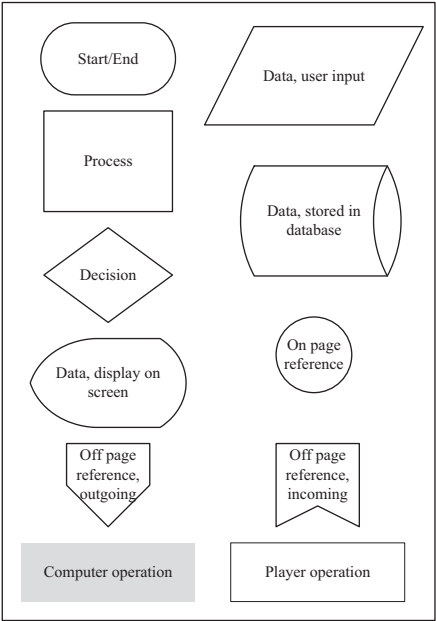 Start/End
Data, user input
Process
Data, stored in
database
Decision
On page
reference
Data, display on
screen
Off page
reference,
outgoing
Off page
reference,
incoming
Computer operation
Player operation